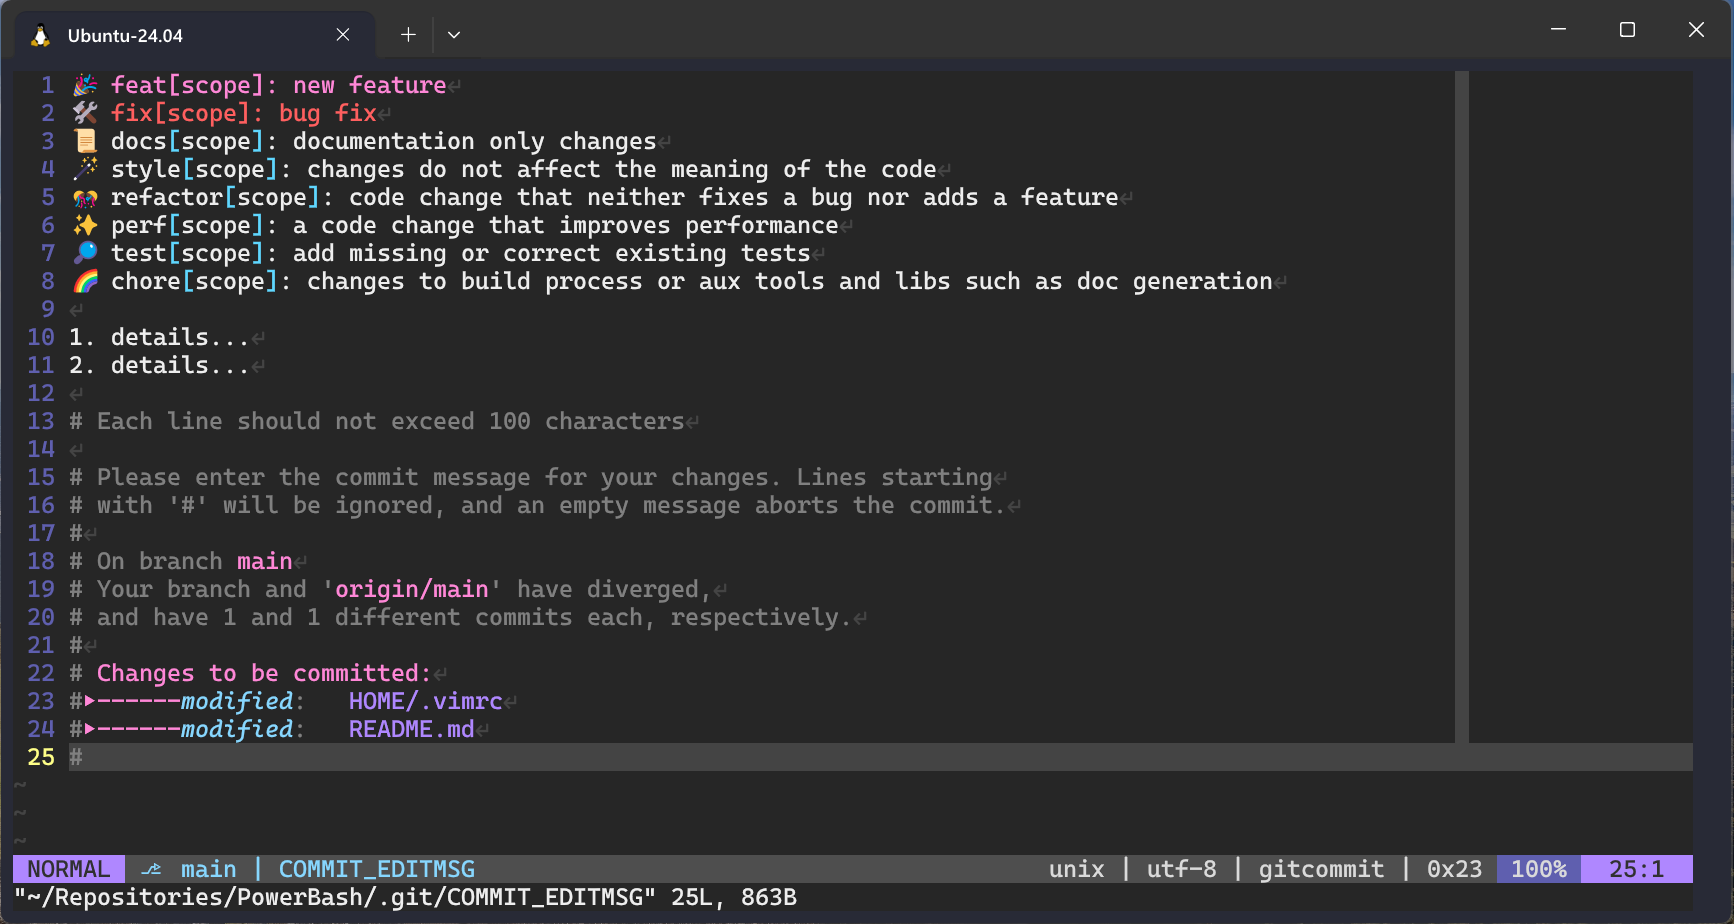 Ubuntu-24.04
1 🎉 feat[scope]: new feature↵
2 🛠 fix[scope]: bug fix↵
3 📜 docs[scope]: documentation only changes↵
4 🪄 style[scope]: changes do not affect the meaning of the code↵
5 🎊 refactor[scope]: code change that neither fixes a bug nor adds a feature↵
6 ✨ perf[scope]: a code change that improves performance↵
7 🔎 test[scope]: add missing or correct existing tests↵
8 🌈 chore[scope]: changes to build process or aux tools and libs such as doc generation↵
9 ↵
10 1. details...↵
11 2. details...↵
12 ↵
13 # Each line should not exceed 100 characters↵
14 ↵
15 # Please enter the commit message for your changes. Lines starting↵
16 # with '#' will be ignored, and an empty message aborts the commit.↵
17 #↵
18 # On branch main↵
19 # Your branch and 'origin/main' have diverged,↵
20 # and have 1 and 1 different commits each, respectively.↵
21 #↵
22 # Changes to be committed:↵
23 #▸------modified:   HOME/.vimrc↵
24 #▸------modified:   README.md↵
25 #
~
~
~
NORMAL ⎇ main | COMMIT_EDITMSG unix | utf-8 | gitcommit | 0x23 100% 25:1
"~/Repositories/PowerBash/.git/COMMIT_EDITMSG" 25L, 863B